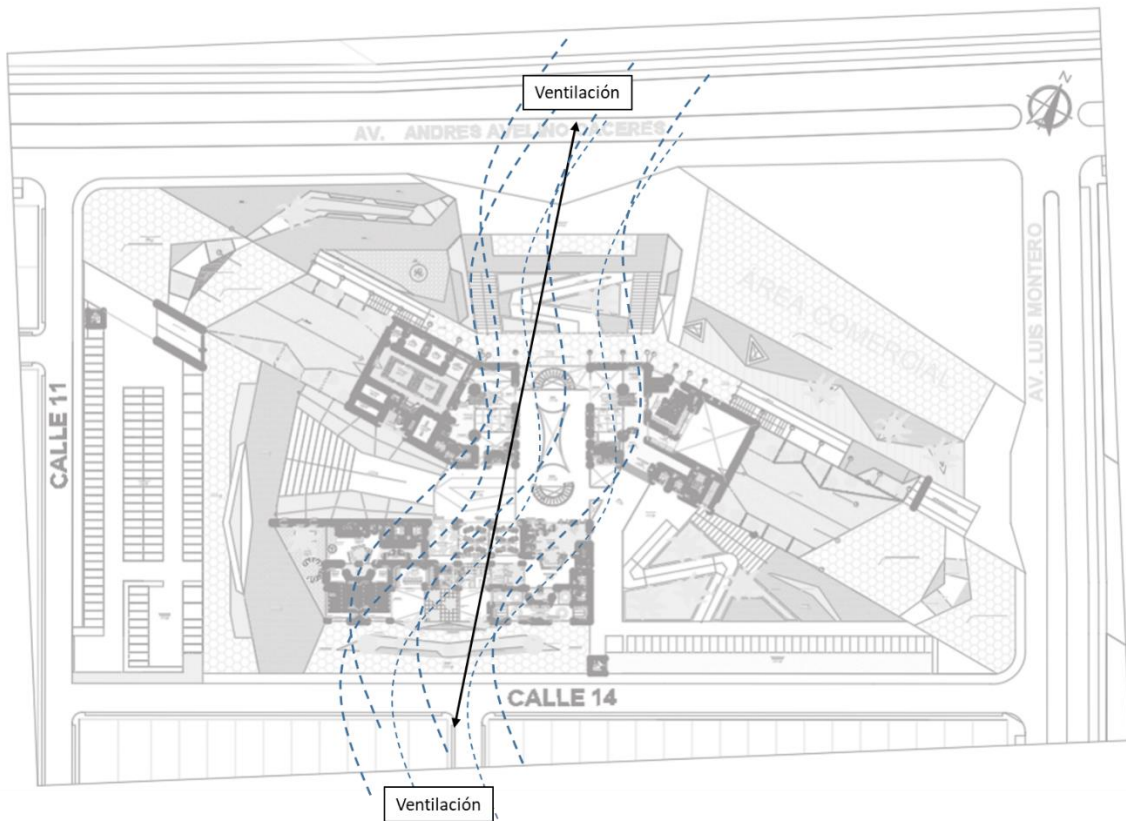 Ventilación
N
AV. ANDRES AVELINO CACERES
AREA COMERCIAL
AV. LUIS MONTERO
CALLE 11
CALLE 14
Ventilación